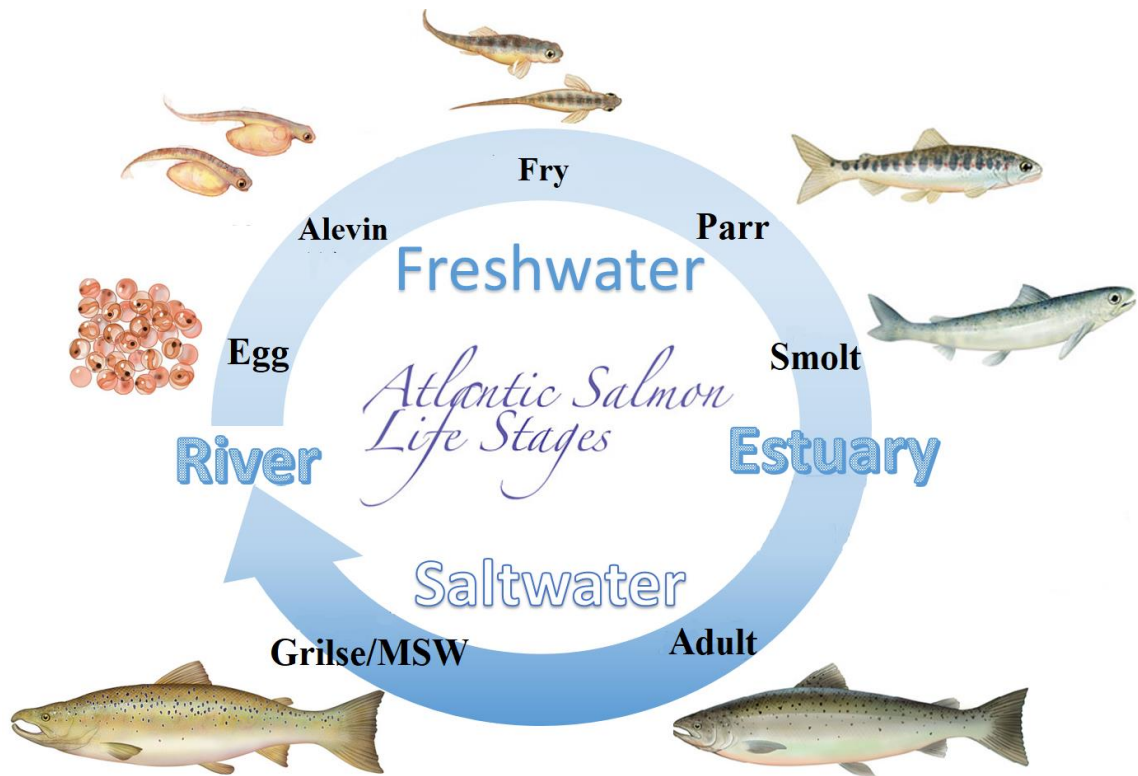 Fry
Alevin
Parr
Freshwater
Egg
Smolt
Atlantic Salmon
Life Stages
River
Estuary
Saltwater
Grilse/MSW
Adult